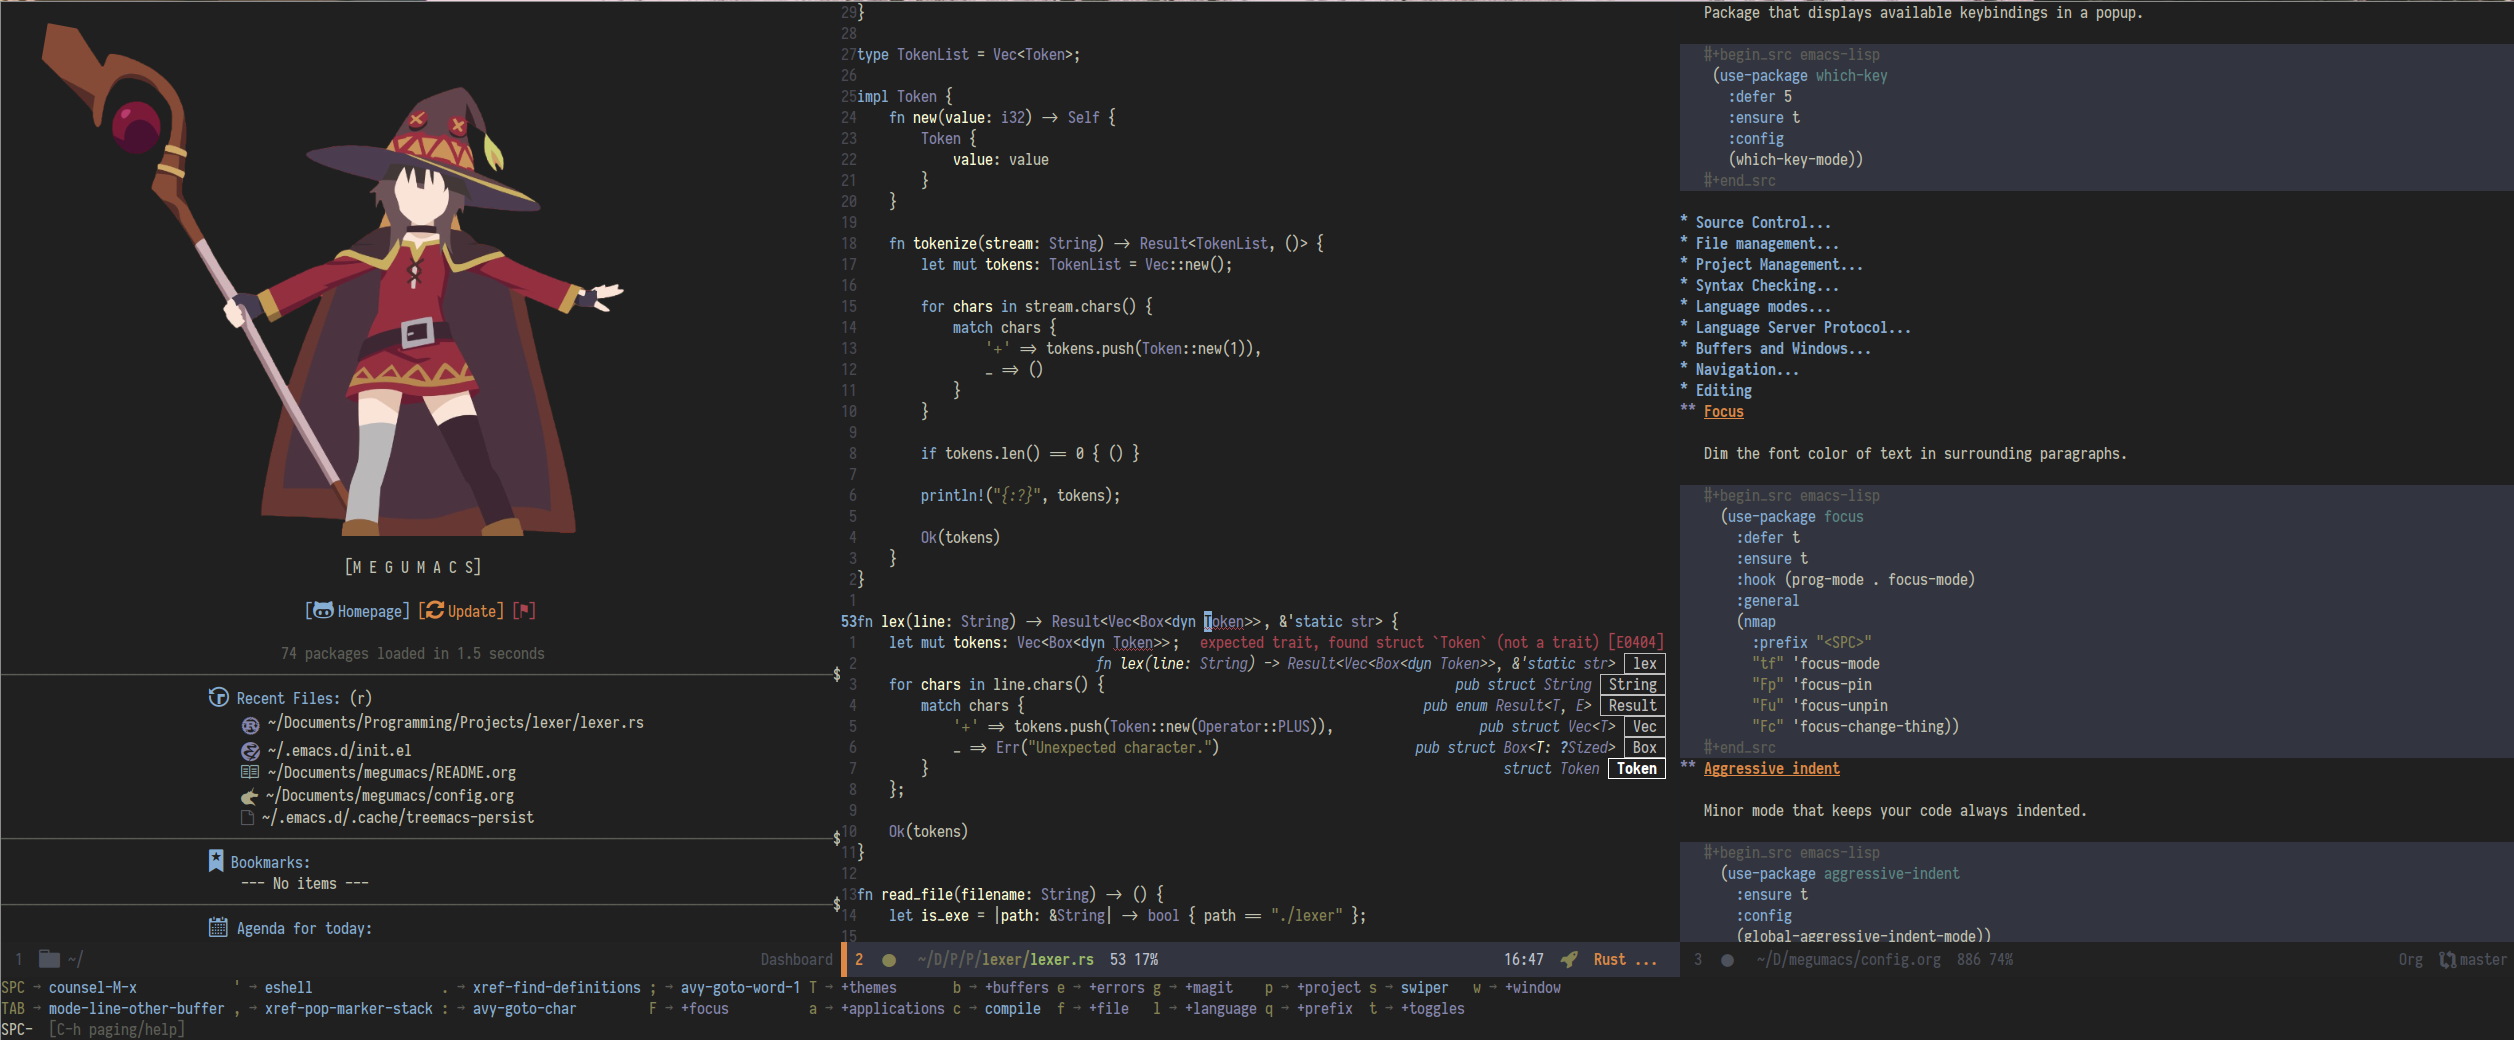 [M E G U M A C S]
[Homepage] [Update] [⚑]
74 packages loaded in 1.5 seconds
Recent Files: (r)
~/Documents/Programming/Projects/lexer/lexer.rs
~/.emacs.d/init.el
~/Documents/megumacs/README.org
~/Documents/megumacs/config.org
~/.emacs.d/.cache/treemacs-persist
Bookmarks:
--- No items ---
Agenda for today:
1 ~/ Dashboard
29 }
28
27 type TokenList = Vec<Token>;
26
25 impl Token {
24     fn new(value: i32) → Self {
23         Token {
22             value: value
21         }
20     }
19
18     fn tokenize(stream: String) → Result<TokenList, ()> {
17         let mut tokens: TokenList = Vec::new();
16
15         for chars in stream.chars() {
14             match chars {
13                 '+' ⇒ tokens.push(Token::new(1)),
12                 _ ⇒ ()
11             }
10         }
9
8         if tokens.len() == 0 { () }
7
6         println!("{:?}", tokens);
5
4         Ok(tokens)
3     }
2 }
1
53 fn lex(line: String) → Result<Vec<Box<dyn Token>>, &'static str> {
1     let mut tokens: Vec<Box<dyn Token>>; expected trait, found struct `Token` (not a trait) [E0404]
2 fn lex(line: String) -> Result<Vec<Box<dyn Token>>, &'static str> lex
3     for chars in line.chars() { pub struct String String
4         match chars { pub enum Result<T, E> Result
5             '+' ⇒ tokens.push(Token::new(Operator::PLUS)), pub struct Vec<T> Vec
6             _ ⇒ Err("Unexpected character.") pub struct Box<T: ?Sized> Box
7         } struct Token Token
8     };
9
10     Ok(tokens)
11 }
12
13 fn read_file(filename: String) → () {
14     let is_exe = |path: &String| → bool { path == "./lexer" };
15
2 ~/D/P/P/lexer/lexer.rs 53 17% 16:47 Rust ...
Package that displays available keybindings in a popup.
#+begin_src emacs-lisp
(use-package which-key
:defer 5
:ensure t
:config
(which-key-mode))
#+end_src
* Source Control...
* File management...
* Project Management...
* Syntax Checking...
* Language modes...
* Language Server Protocol...
* Buffers and Windows...
* Navigation...
* Editing
** Focus
Dim the font color of text in surrounding paragraphs.
#+begin_src emacs-lisp
(use-package focus
:defer t
:ensure t
:hook (prog-mode . focus-mode)
:general
(nmap
:prefix "<SPC>"
"tf" 'focus-mode
"Fp" 'focus-pin
"Fu" 'focus-unpin
"Fc" 'focus-change-thing))
#+end_src
** Aggressive indent
Minor mode that keeps your code always indented.
#+begin_src emacs-lisp
(use-package aggressive-indent
:ensure t
:config
(global-aggressive-indent-mode))
3 ~/D/megumacs/config.org 886 74% Org master
SPC → counsel-M-x ' → eshell . → xref-find-definitions ; → avy-goto-word-1 T → +themes b → +buffers e → +errors g → +magit p → +project s → swiper w → +window
TAB → mode-line-other-buffer , → xref-pop-marker-stack : → avy-goto-char F → +focus a → +applications c → compile f → +file l → +language q → +prefix t → +toggles
SPC- [C-h paging/help]